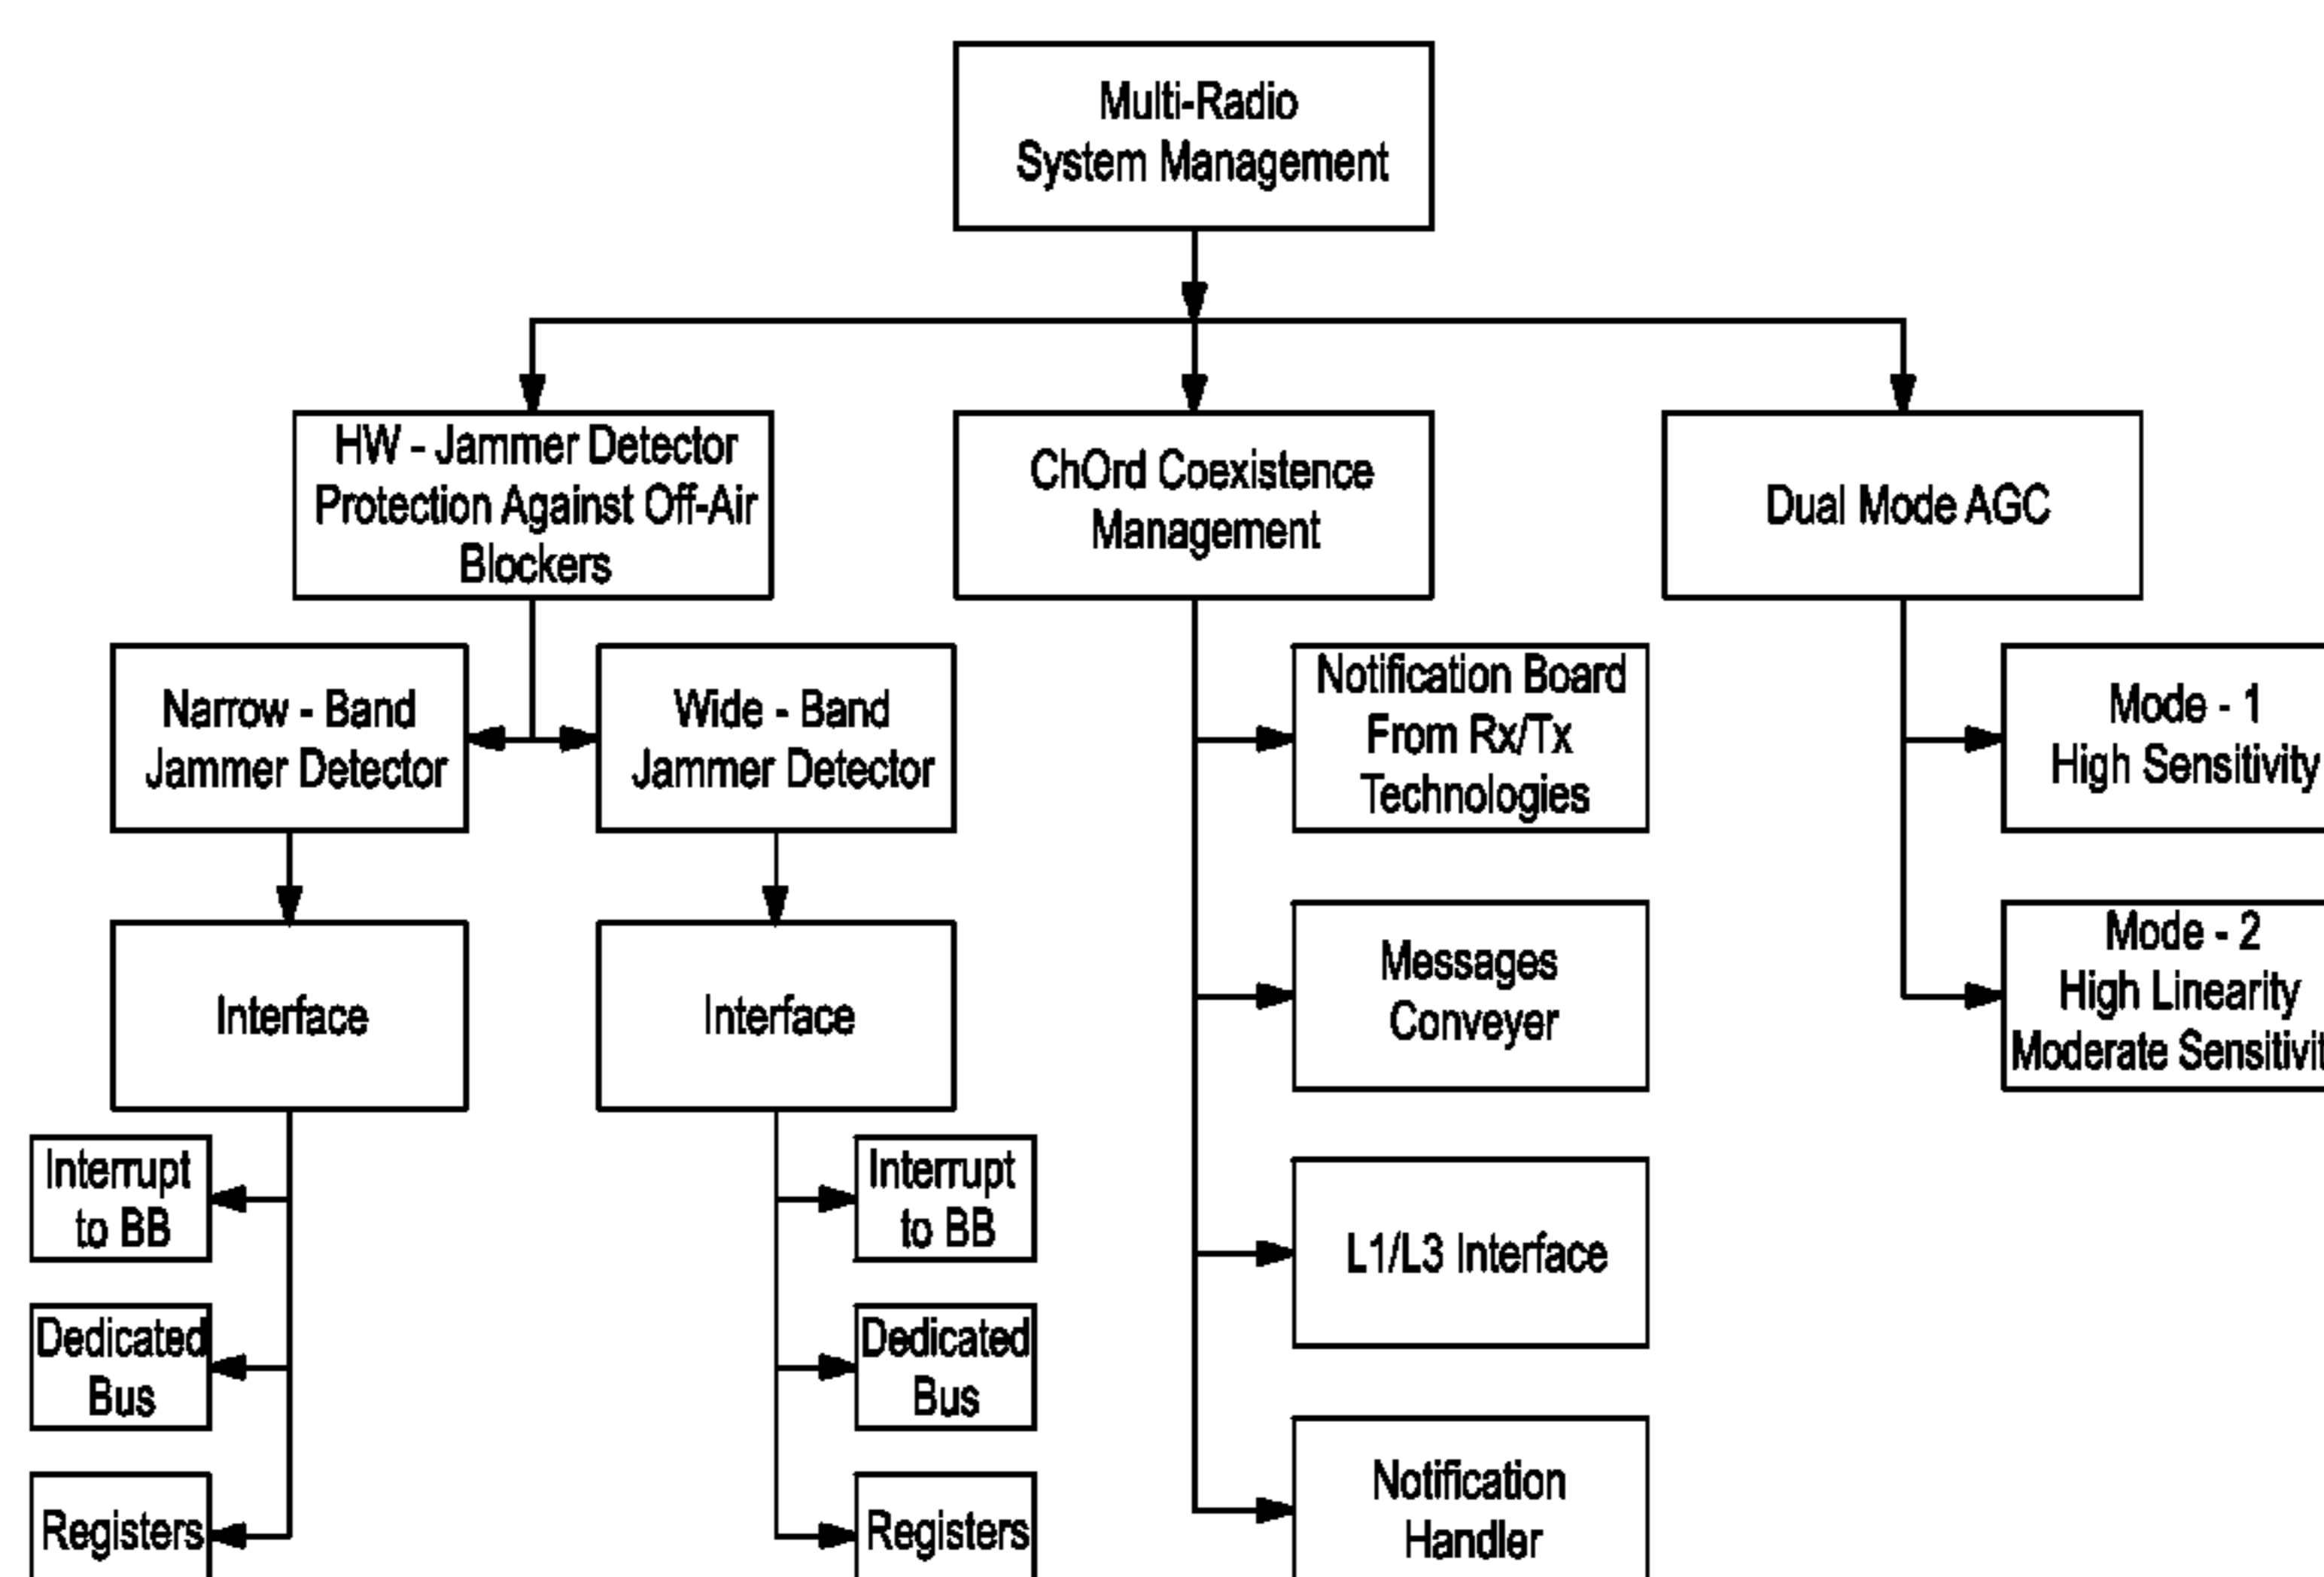 Multi-Radio
System Management
HW - Jammer Detector
Protection Against Off-Air
Blockers
ChOrd Coexistence
Management
Dual Mode AGC
Narrow - Band
Jammer Detector
Wide - Band
Jammer Detector
Notification Board
From Rx/Tx
Technologies
Mode - 1
High Sensitivity
Interface
Interface
Messages
Conveyer
Mode - 2
High Linearity
Moderate Sensitivit
Interrupt
to BB
Interrupt
to BB
L1/L3 Interface
Dedicated
Bus
Dedicated
Bus
Registers
Registers
Notification
Handler